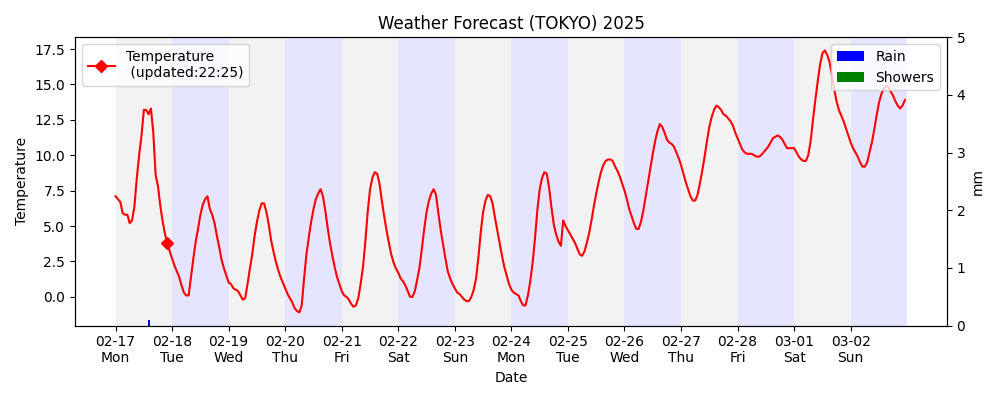 Weather Forecast (TOKYO) 2025
Temperature
(updated:22:25)
Rain
Showers
Temperature
17.5
15.0
12.5
10.0
7.5
5.0
2.5
0.0
5
4
3
2
1
0
mm
02-17 02-18 02-19 02-20 02-21 02-22 02-23 02-24 02-25 02-26 02-27 02-28 03-01 03-02
Mon Tue Wed Thu Fri Sat Sun Mon Tue Wed Thu Fri Sat Sun
Date